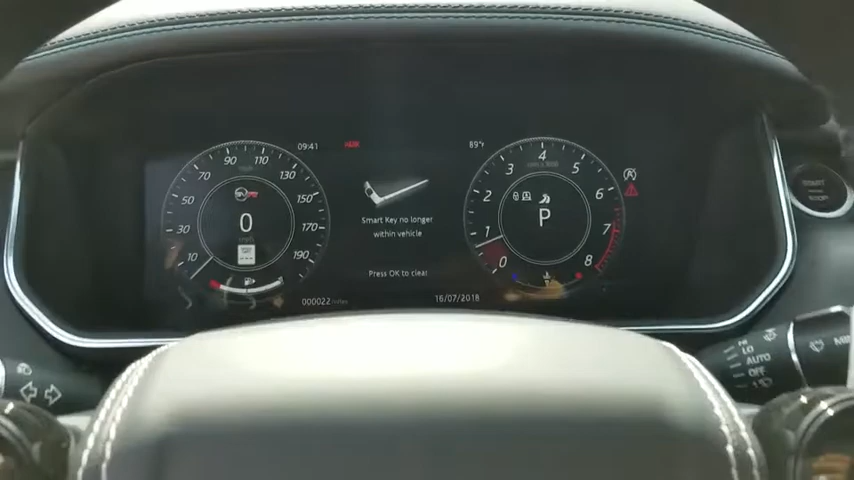 09:41
89°F
10
30
50
70
90
110
130
150
170
190
0
Smart Key no longer
within vehicle
Press OK to clear
0
1
2
3
4
5
6
7
8
P
000022 miles
16/07/2018
START
STOP
HI
LO
AUTO
OFF
1